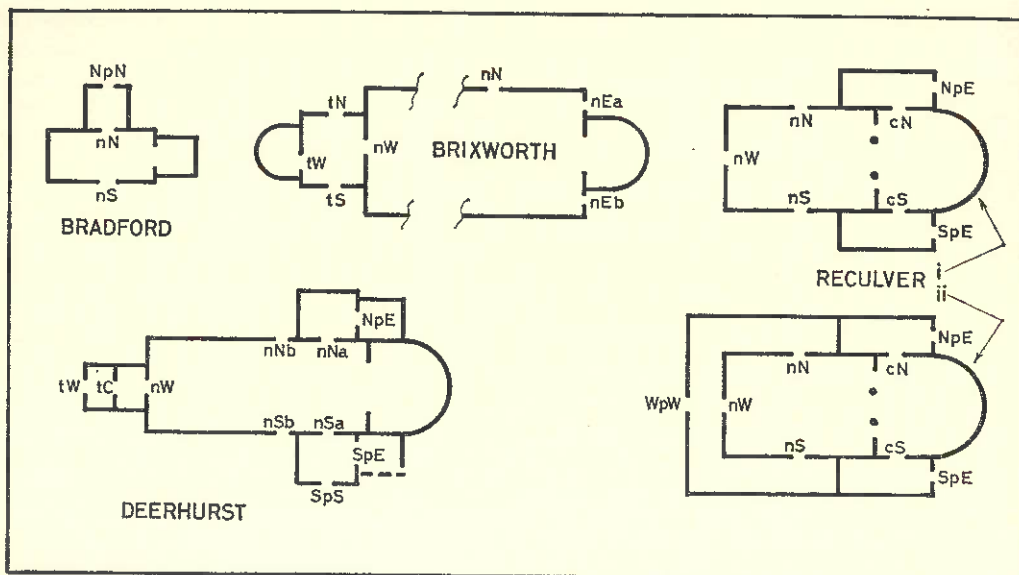 NpN
nN
nS
BRADFORD
tN
tW
tS
nW
nN
nEa
BRIXWORTH
nEb
NpE
nN
cN
nW
nS
cS
SpE
RECULVER i
ii
NpE
nNb
nNa
tW
tC
nW
nSb
nSa
SpE
SpS
DEERHURST
NpE
nN
cN
WpW
nW
nS
cS
SpE